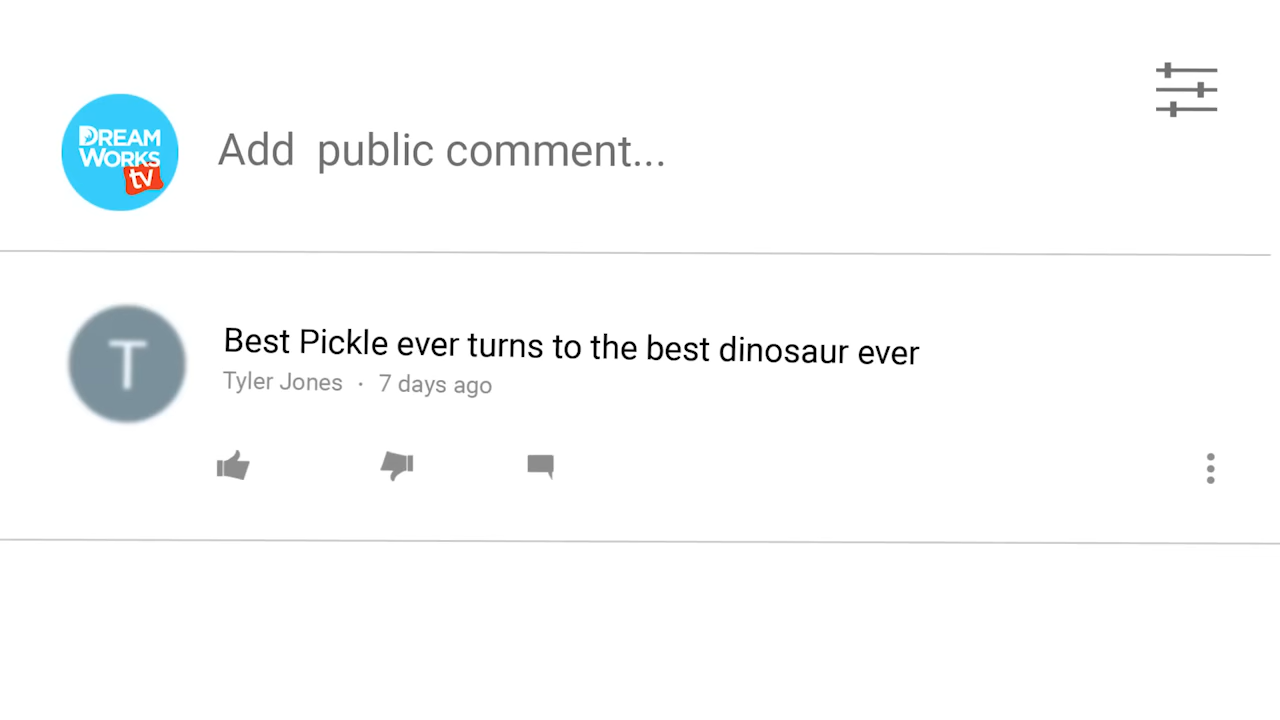 DREAM
WORKS
tv
Add public comment...
T
Best Pickle ever turns to the best dinosaur ever
Tyler Jones · 7 days ago